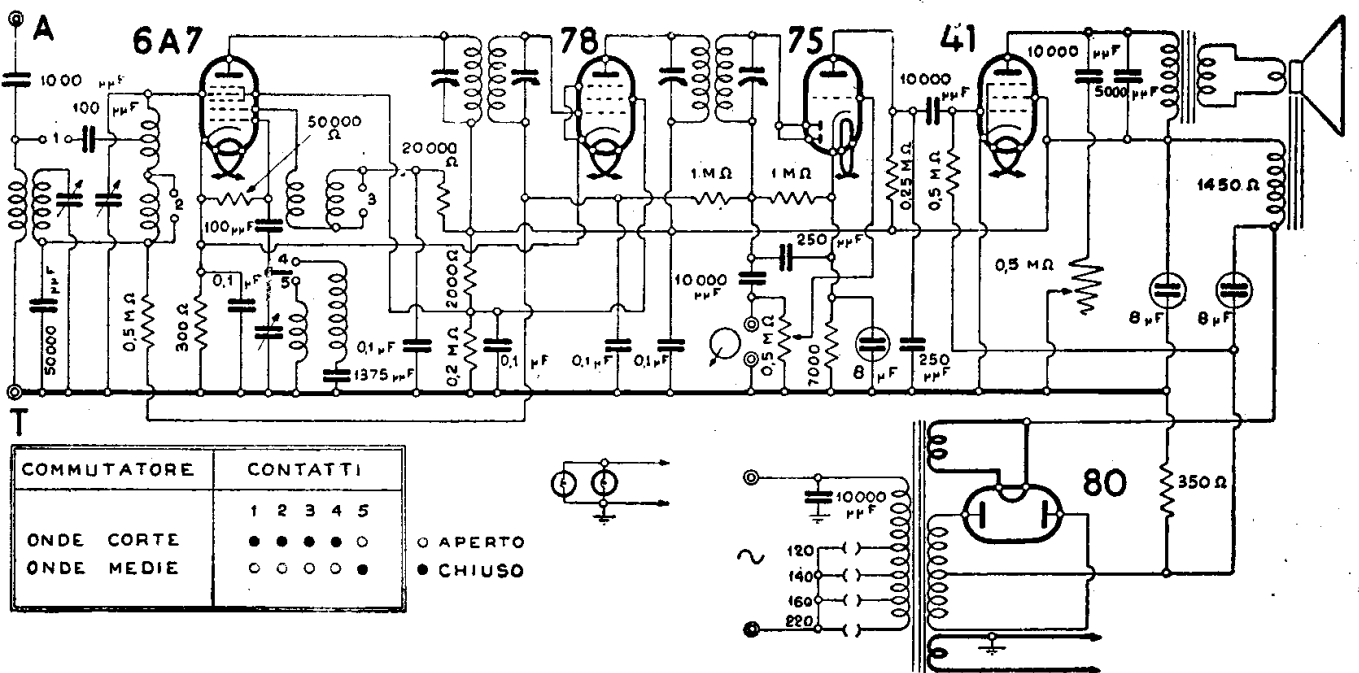 A
6A7
78
75
41
1000 μμF
100 μμF
1
2
50000 Ω
20000 Ω
3
100 μμF
4
5
50000 μμF
0,5 MΩ
300 Ω
0,1 μF
1375 μμF
0,1 μF
2000 Ω
0,2 MΩ
0,1 μF
0,1 μF
0,1 μF
1 MΩ
1 MΩ
250 μμF
10000 μμF
0,5 MΩ
7000
8 μF
10000 μμF
0,25 MΩ
0,5 MΩ
250 μμF
10000 μμF
5000 μμF
0,5 MΩ
1450 Ω
8 μF
8 μF
T
COMMUTATORE CONTATTI
1 2 3 4 5
ONDE CORTE ● ● ● ● ○
ONDE MEDIE ○ ○ ○ ○ ●
○ APERTO
● CHIUSO
10000 μμF
∼
120
140
160
220
80
350 Ω